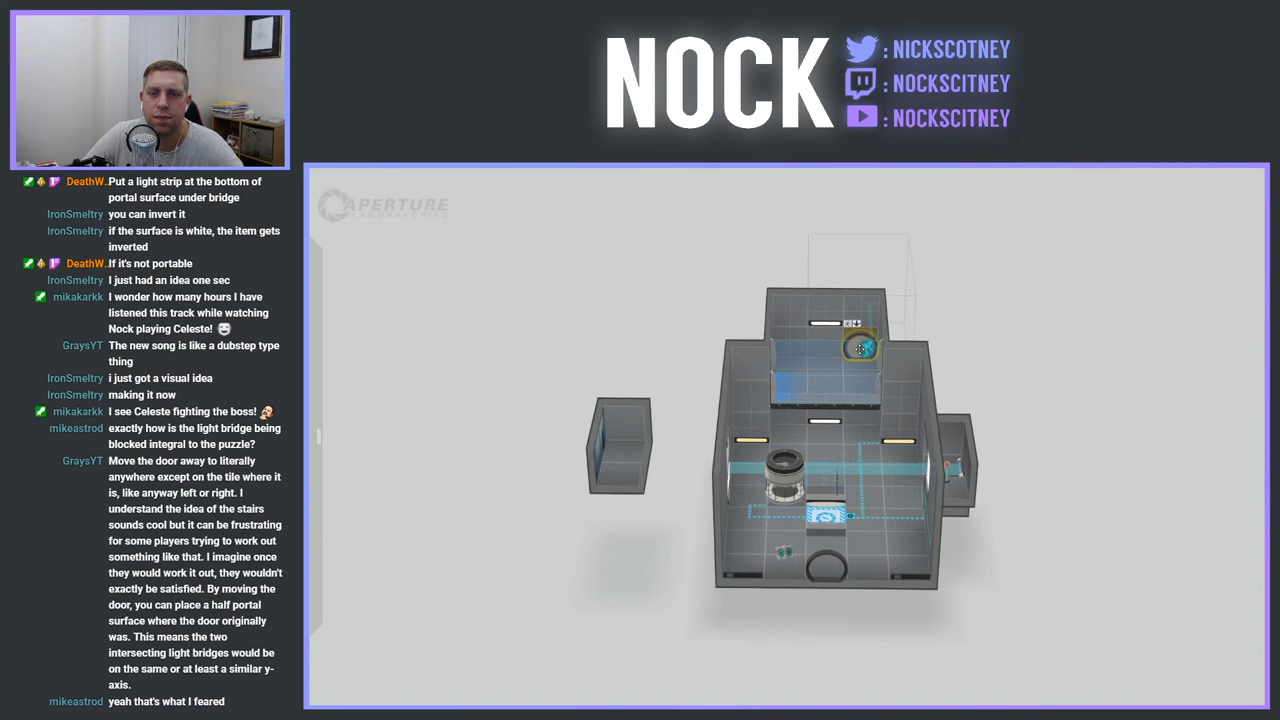 NOCK
: NICKSCOTNEY
: NOCKSCITNEY
: NOCKSCITNEY
APERTURE
LABORATORIES
DeathW.. Put a light strip at the bottom of
portal surface under bridge
IronSmeltry you can invert it
IronSmeltry if the surface is white, the item gets
inverted
DeathW.. If it's not portable
IronSmeltry I just had an idea one sec
mikakarkk I wonder how many hours I have
listened this track while watching
Nock playing Celeste!
GraysYT The new song is like a dubstep type
thing
IronSmeltry i just got a visual idea
IronSmeltry making it now
mikakarkk I see Celeste fighting the boss!
mikeastrod exactly how is the light bridge being
blocked integral to the puzzle?
GraysYT Move the door away to literally
anywhere except on the tile where it
is, like anyway left or right. I
understand the idea of the stairs
sounds cool but it can be frustrating
for some players trying to work out
something like that. I imagine once
they would work it out, they wouldn't
exactly be satisfied. By moving the
door, you can place a half portal
surface where the door originally
was. This means the two
intersecting light bridges would be
on the same or at least a similar y-
axis.
mikeastrod yeah that's what I feared